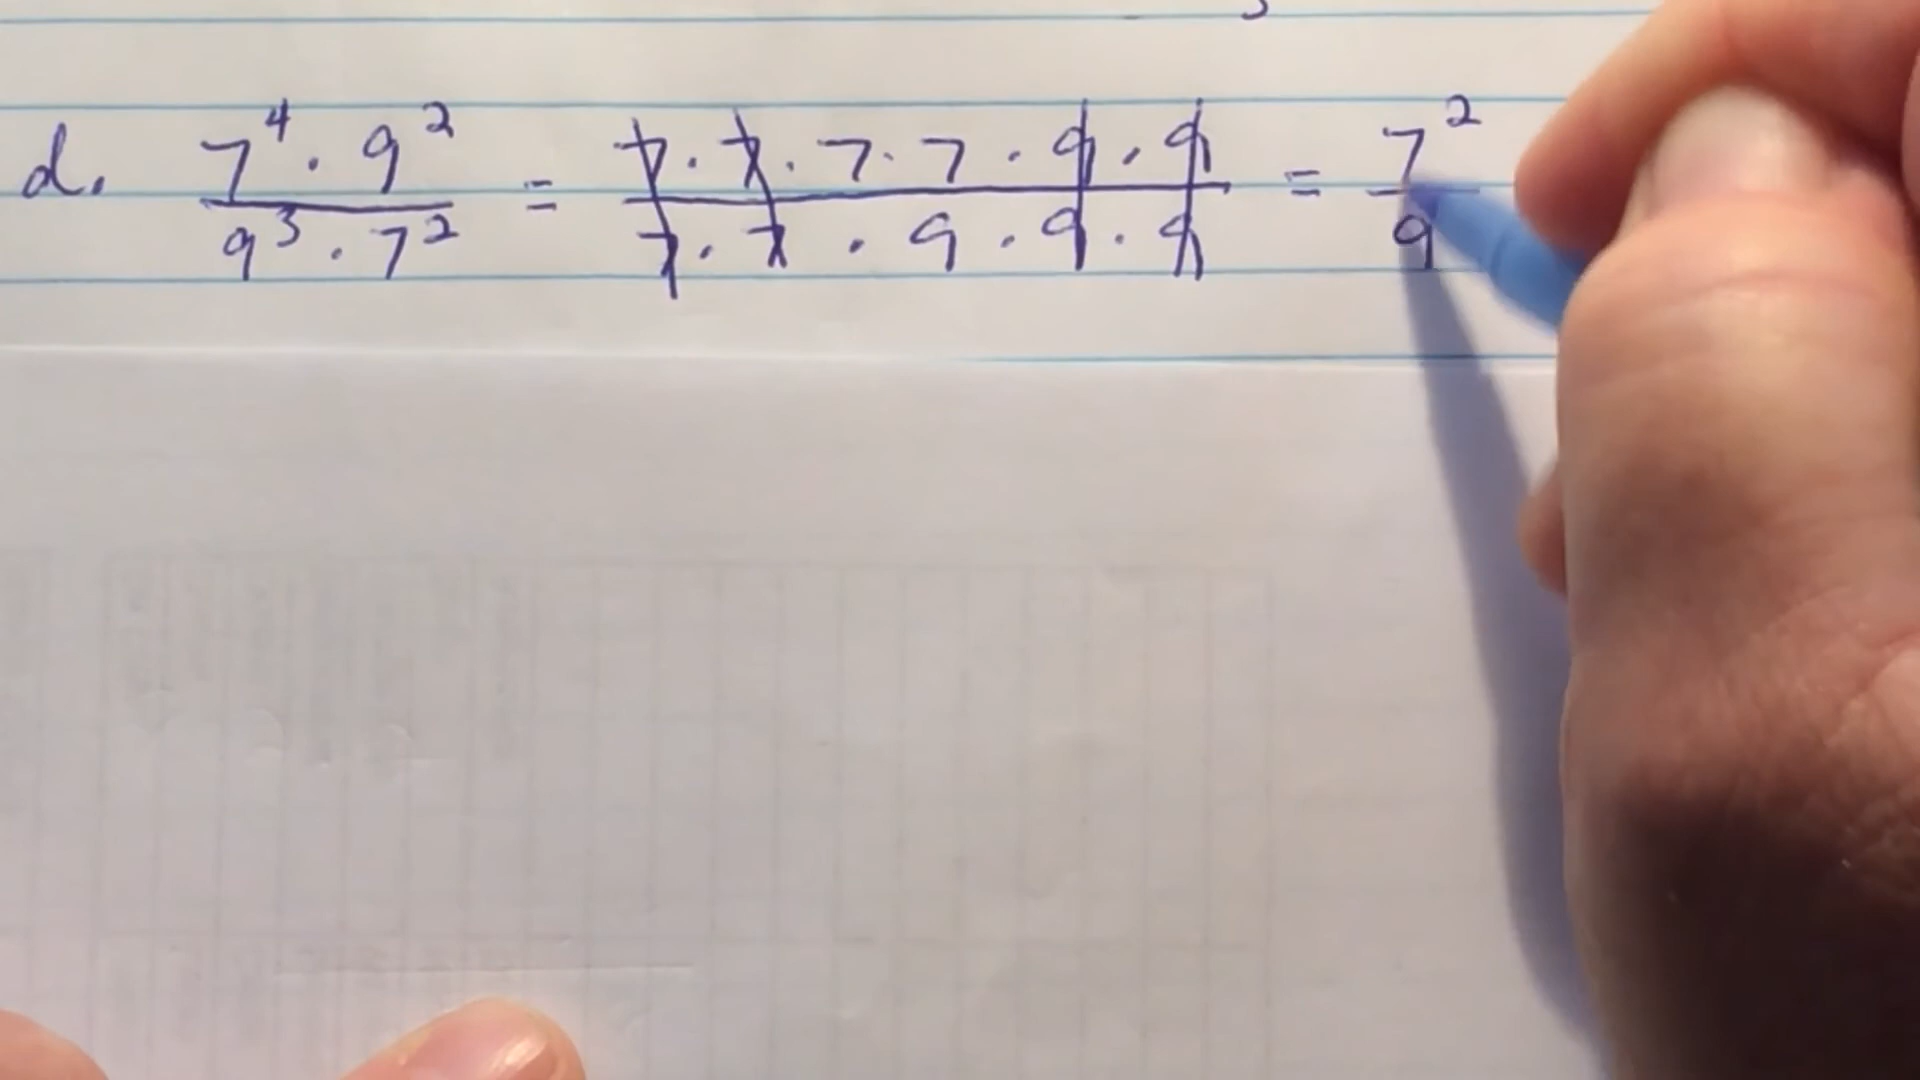 d. 7⁴ · 9² / 9³ · 7² = 7 · 7 · 7 · 7 · 9 · 9 / 7 · 7 · 9 · 9 · 9 = 7² / 9